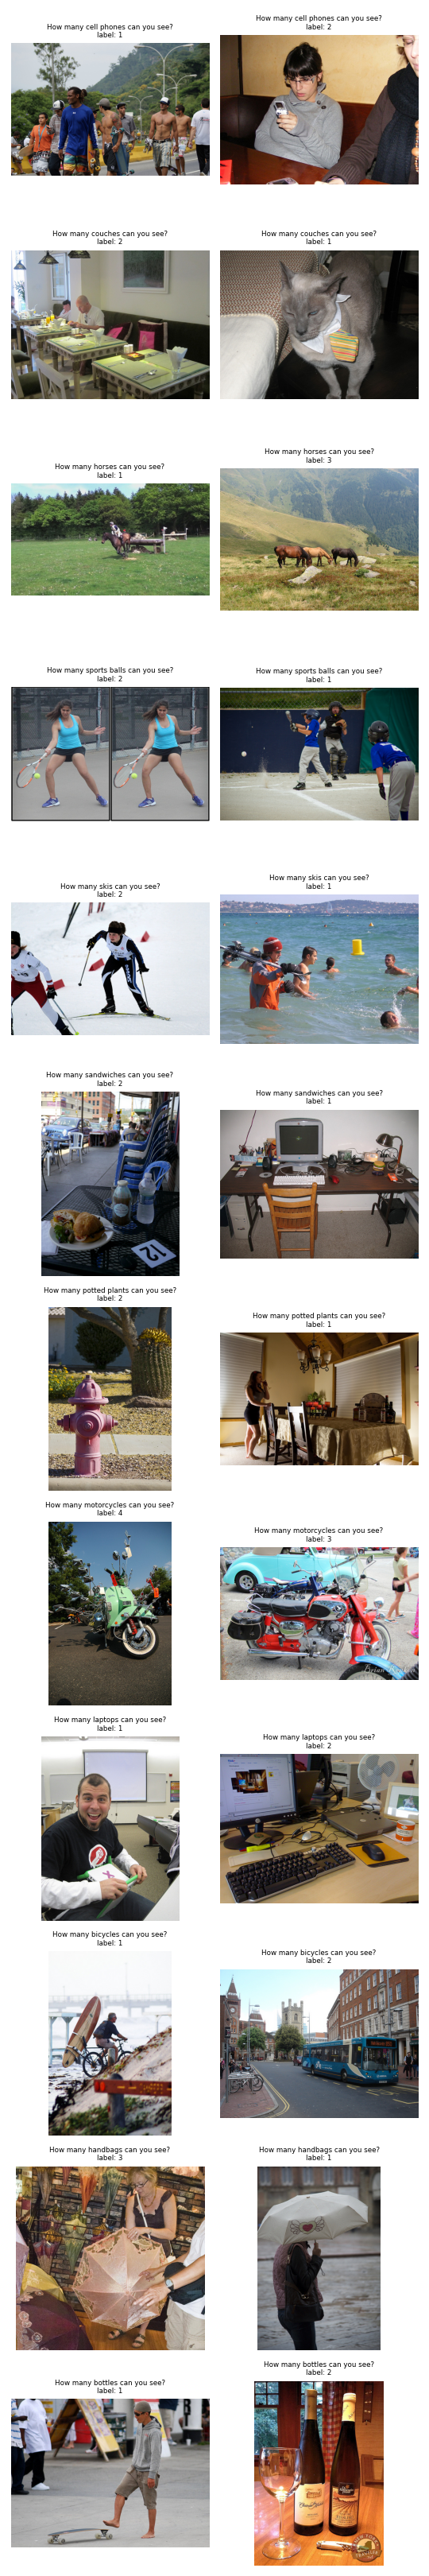 How many cell phones can you see?
label: 1
How many cell phones can you see?
label: 2
How many couches can you see?
label: 2
How many couches can you see?
label: 1
How many horses can you see?
label: 1
How many horses can you see?
label: 3
How many sports balls can you see?
label: 2
How many sports balls can you see?
label: 1
How many skis can you see?
label: 2
How many skis can you see?
label: 1
How many sandwiches can you see?
label: 2
How many sandwiches can you see?
label: 1
How many potted plants can you see?
label: 2
How many potted plants can you see?
label: 1
How many motorcycles can you see?
label: 4
How many motorcycles can you see?
label: 3
How many laptops can you see?
label: 1
How many laptops can you see?
label: 2
How many bicycles can you see?
label: 1
How many bicycles can you see?
label: 2
How many handbags can you see?
label: 3
How many handbags can you see?
label: 1
How many bottles can you see?
label: 1
How many bottles can you see?
label: 2